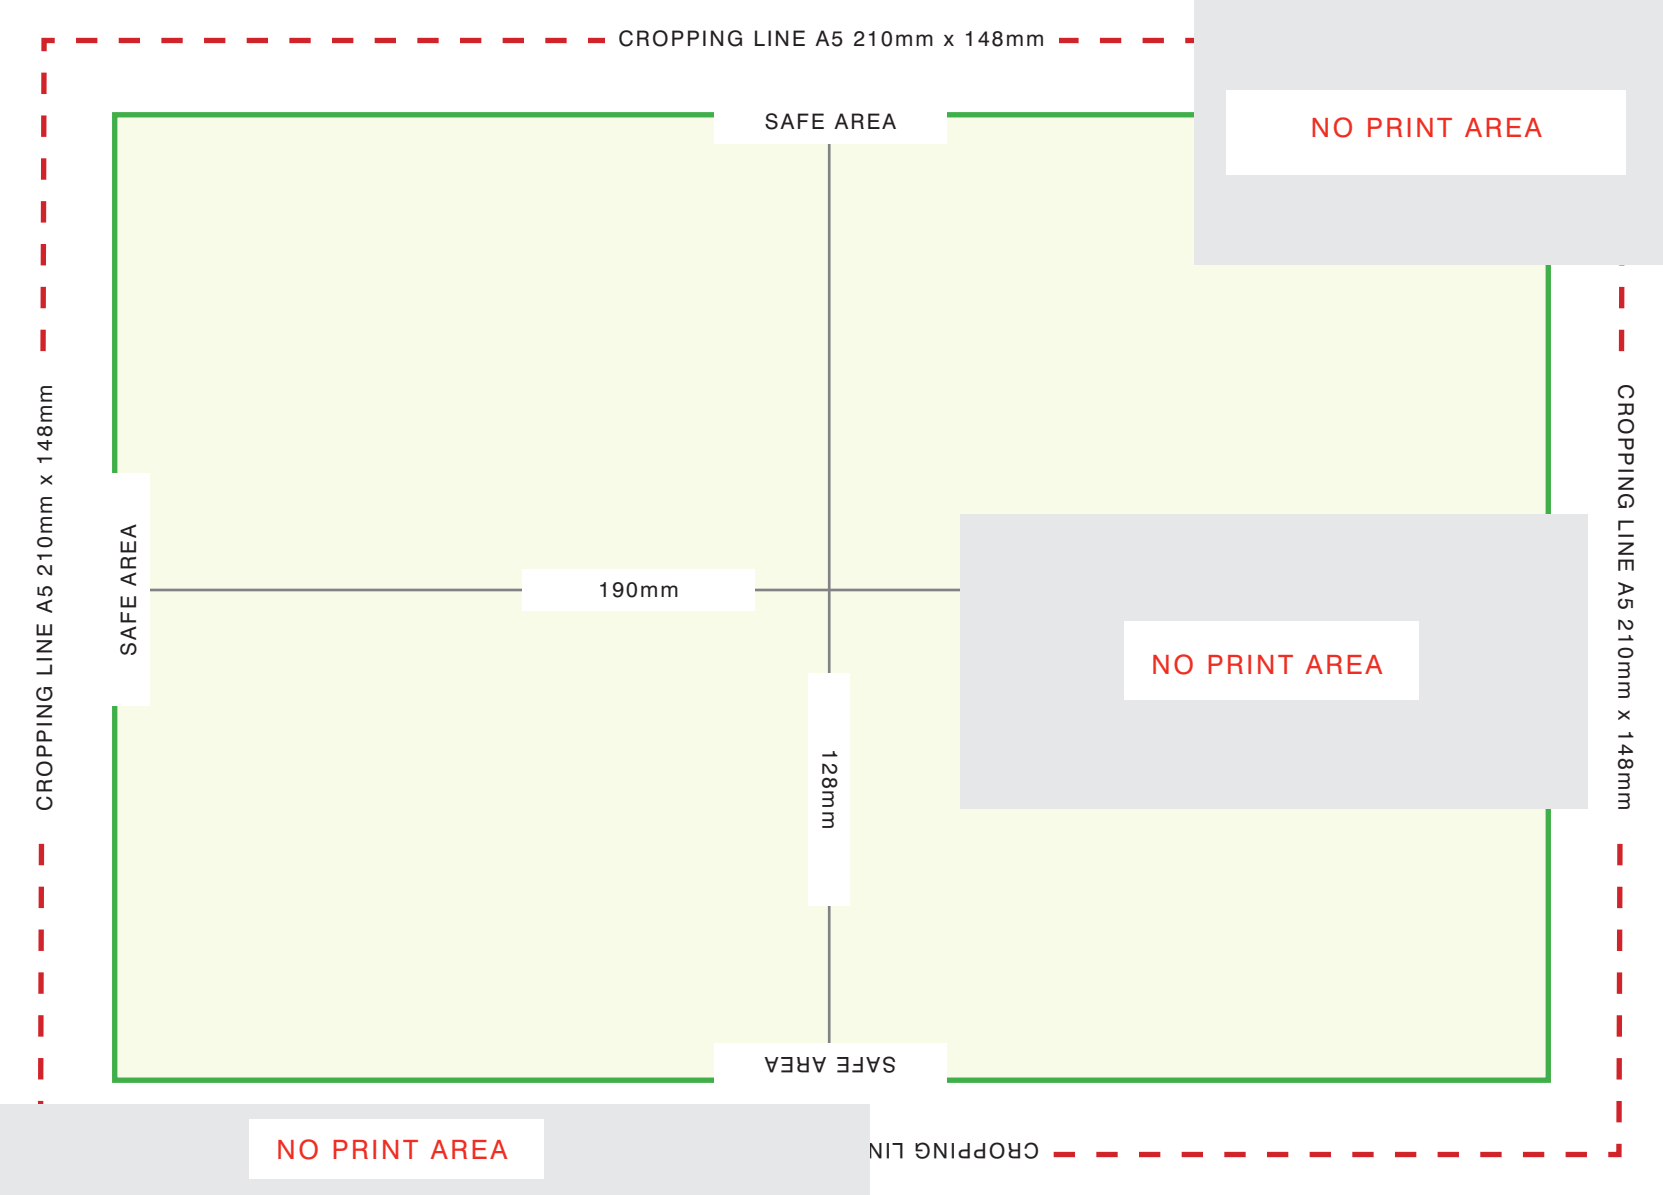 CROPPING LINE A5 210mm x 148mm
SAFE AREA
NO PRINT AREA
CROPPING LINE A5 210mm x 148mm
SAFE AREA
190mm
CROPPING LINE A5 210mm x 148mm
NO PRINT AREA
128mm
SAFE AREA
NO PRINT AREA
CROPPING LIN